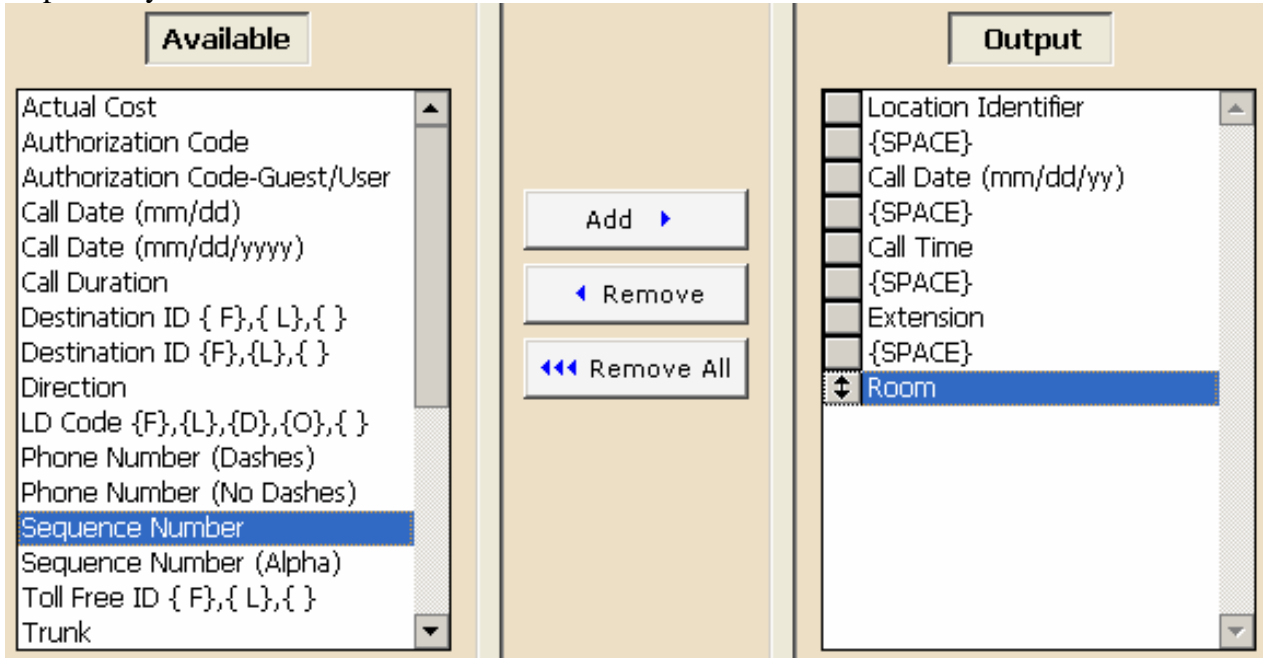 Available
Output
Actual Cost
Authorization Code
Authorization Code-Guest/User
Call Date (mm/dd)
Call Date (mm/dd/yyyy)
Call Duration
Destination ID { F},{ L},{ }
Destination ID {F},{L},{ }
Direction
LD Code {F},{L},{D},{O},{ }
Phone Number (Dashes)
Phone Number (No Dashes)
Sequence Number
Sequence Number (Alpha)
Toll Free ID { F},{ L},{ }
Trunk
Add
Remove
Remove All
Location Identifier
{SPACE}
Call Date (mm/dd/yy)
{SPACE}
Call Time
{SPACE}
Extension
{SPACE}
Room